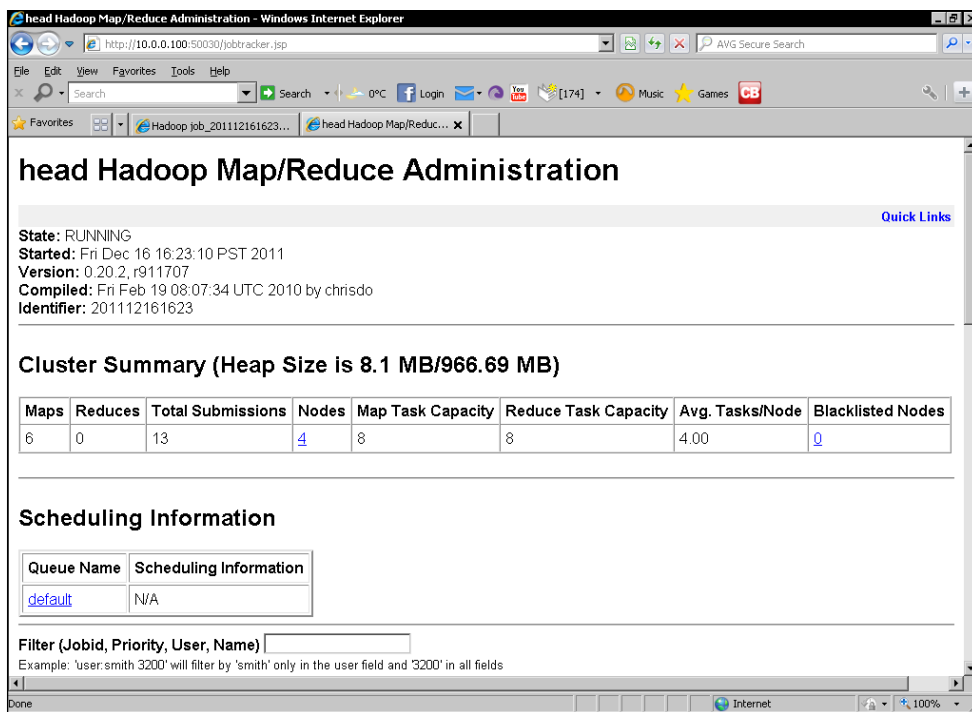 head Hadoop Map/Reduce Administration - Windows Internet Explorer
http://10.0.0.100:50030/jobtracker.jsp
AVG Secure Search
File Edit View Favorites Tools Help
Search Search 0°C Login You Tube [174] Music Games CB
Favorites Hadoop job_201112161623... head Hadoop Map/Reduc...
head Hadoop Map/Reduce Administration
Quick Links
State: RUNNING
Started: Fri Dec 16 16:23:10 PST 2011
Version: 0.20.2, r911707
Compiled: Fri Feb 19 08:07:34 UTC 2010 by chrisdo
Identifier: 201112161623
Cluster Summary (Heap Size is 8.1 MB/966.69 MB)
Maps Reduces Total Submissions Nodes Map Task Capacity Reduce Task Capacity Avg. Tasks/Node Blacklisted Nodes
6 0 13 4 8 8 4.00 0
Scheduling Information
Queue Name Scheduling Information
default N/A
Filter (Jobid, Priority, User, Name)
Example: 'user:smith 3200' will filter by 'smith' only in the user field and '3200' in all fields
Done Internet 100%